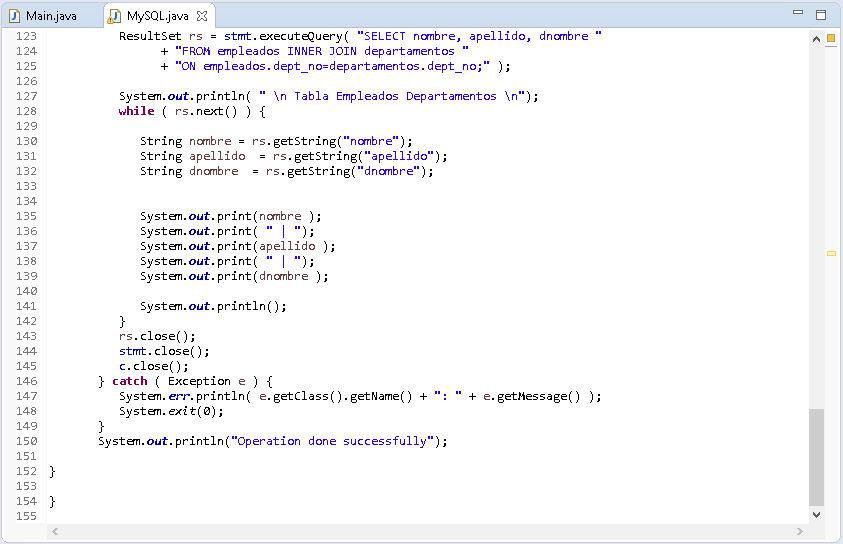 Main.java MySQL.java
123 ResultSet rs = stmt.executeQuery( "SELECT nombre, apellido, dnombre "
124 + "FROM empleados INNER JOIN departamentos "
125 + "ON empleados.dept_no=departamentos.dept_no;" );
126
127 System.out.println( " \n Tabla Empleados Departamentos \n");
128 while ( rs.next() ) {
129
130 String nombre = rs.getString("nombre");
131 String apellido  = rs.getString("apellido");
132 String dnombre  = rs.getString("dnombre");
133
134
135 System.out.print(nombre );
136 System.out.print( " | ");
137 System.out.print(apellido );
138 System.out.print( " | ");
139 System.out.print(dnombre );
140
141 System.out.println();
142 }
143 rs.close();
144 stmt.close();
145 c.close();
146 } catch ( Exception e ) {
147 System.err.println( e.getClass().getName() + ": " + e.getMessage() );
148 System.exit(0);
149 }
150 System.out.println("Operation done successfully");
151
152 }
153
154 }
155